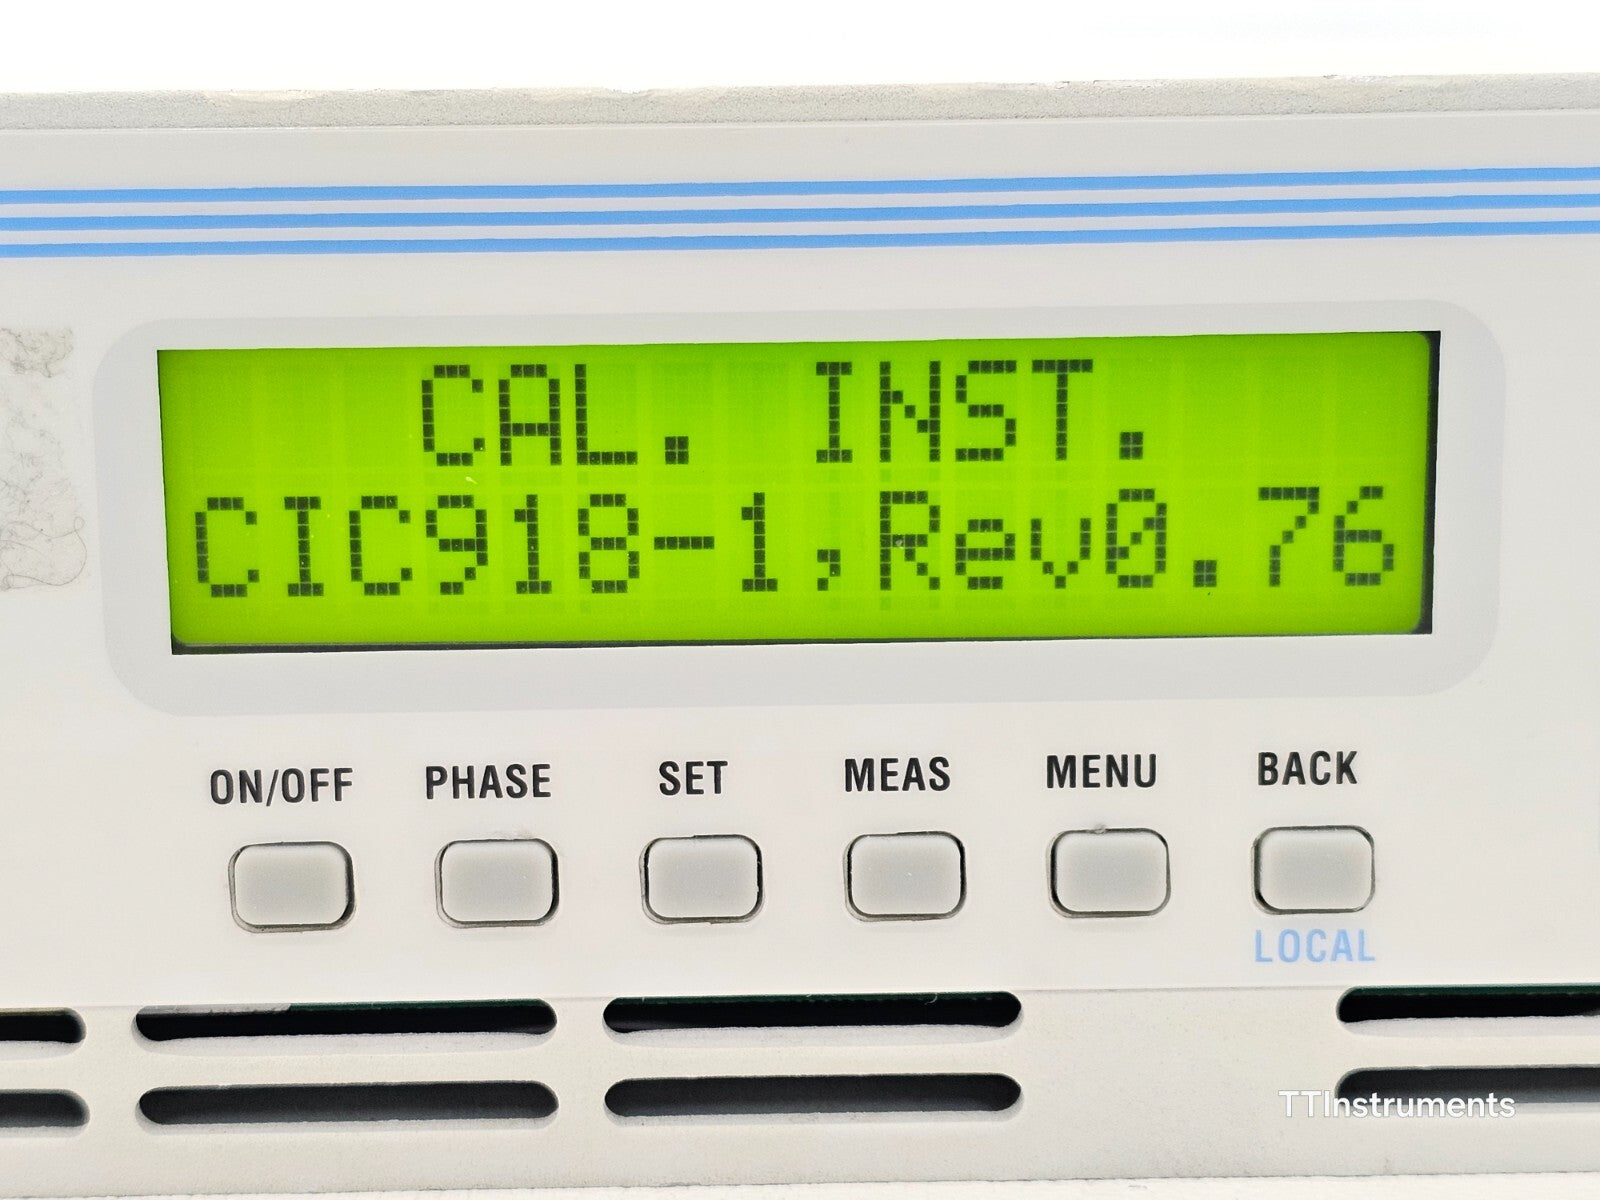 CAL. INST.
CIC918-1,Rev0.76
ON/OFF PHASE SET MEAS MENU BACK
LOCAL
TTInstruments